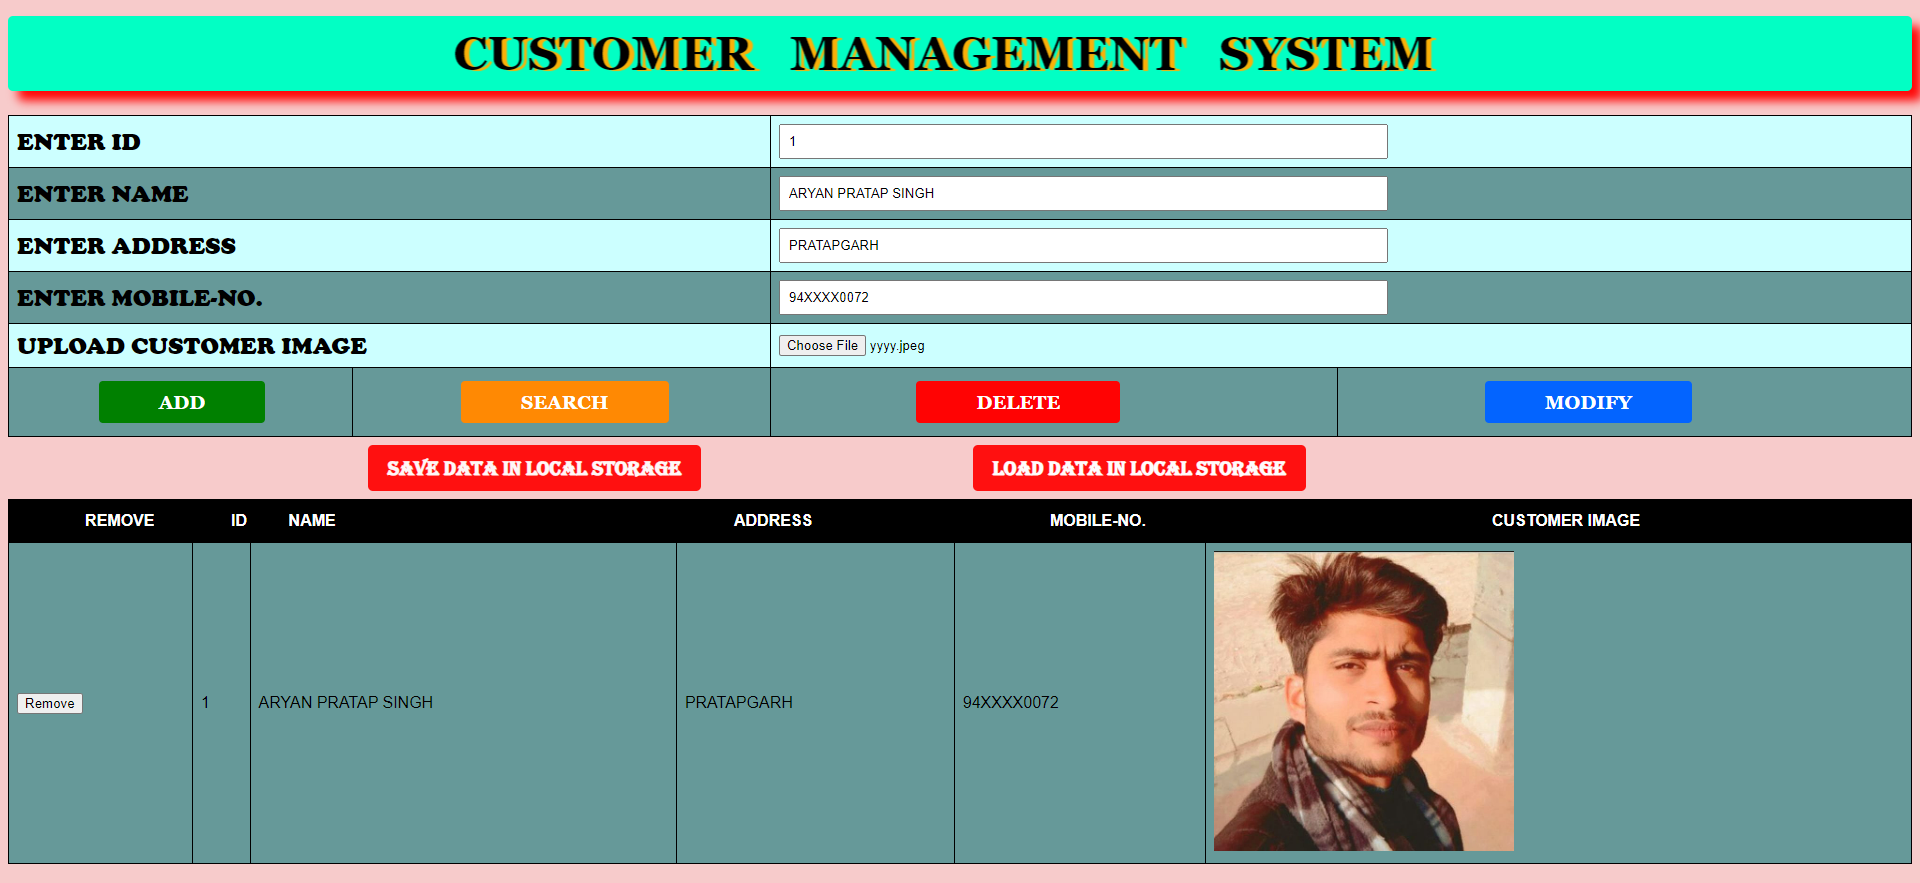 CUSTOMER MANAGEMENT SYSTEM
ENTER ID 1
ENTER NAME ARYAN PRATAP SINGH
ENTER ADDRESS PRATAPGARH
ENTER MOBILE-NO. 94XXXX0072
UPLOAD CUSTOMER IMAGE Choose File yyyy.jpeg
ADD SEARCH DELETE MODIFY
SAVE DATA IN LOCAL STORAGE LOAD DATA IN LOCAL STORAGE
REMOVE ID NAME ADDRESS MOBILE-NO. CUSTOMER IMAGE
Remove 1 ARYAN PRATAP SINGH PRATAPGARH 94XXXX0072